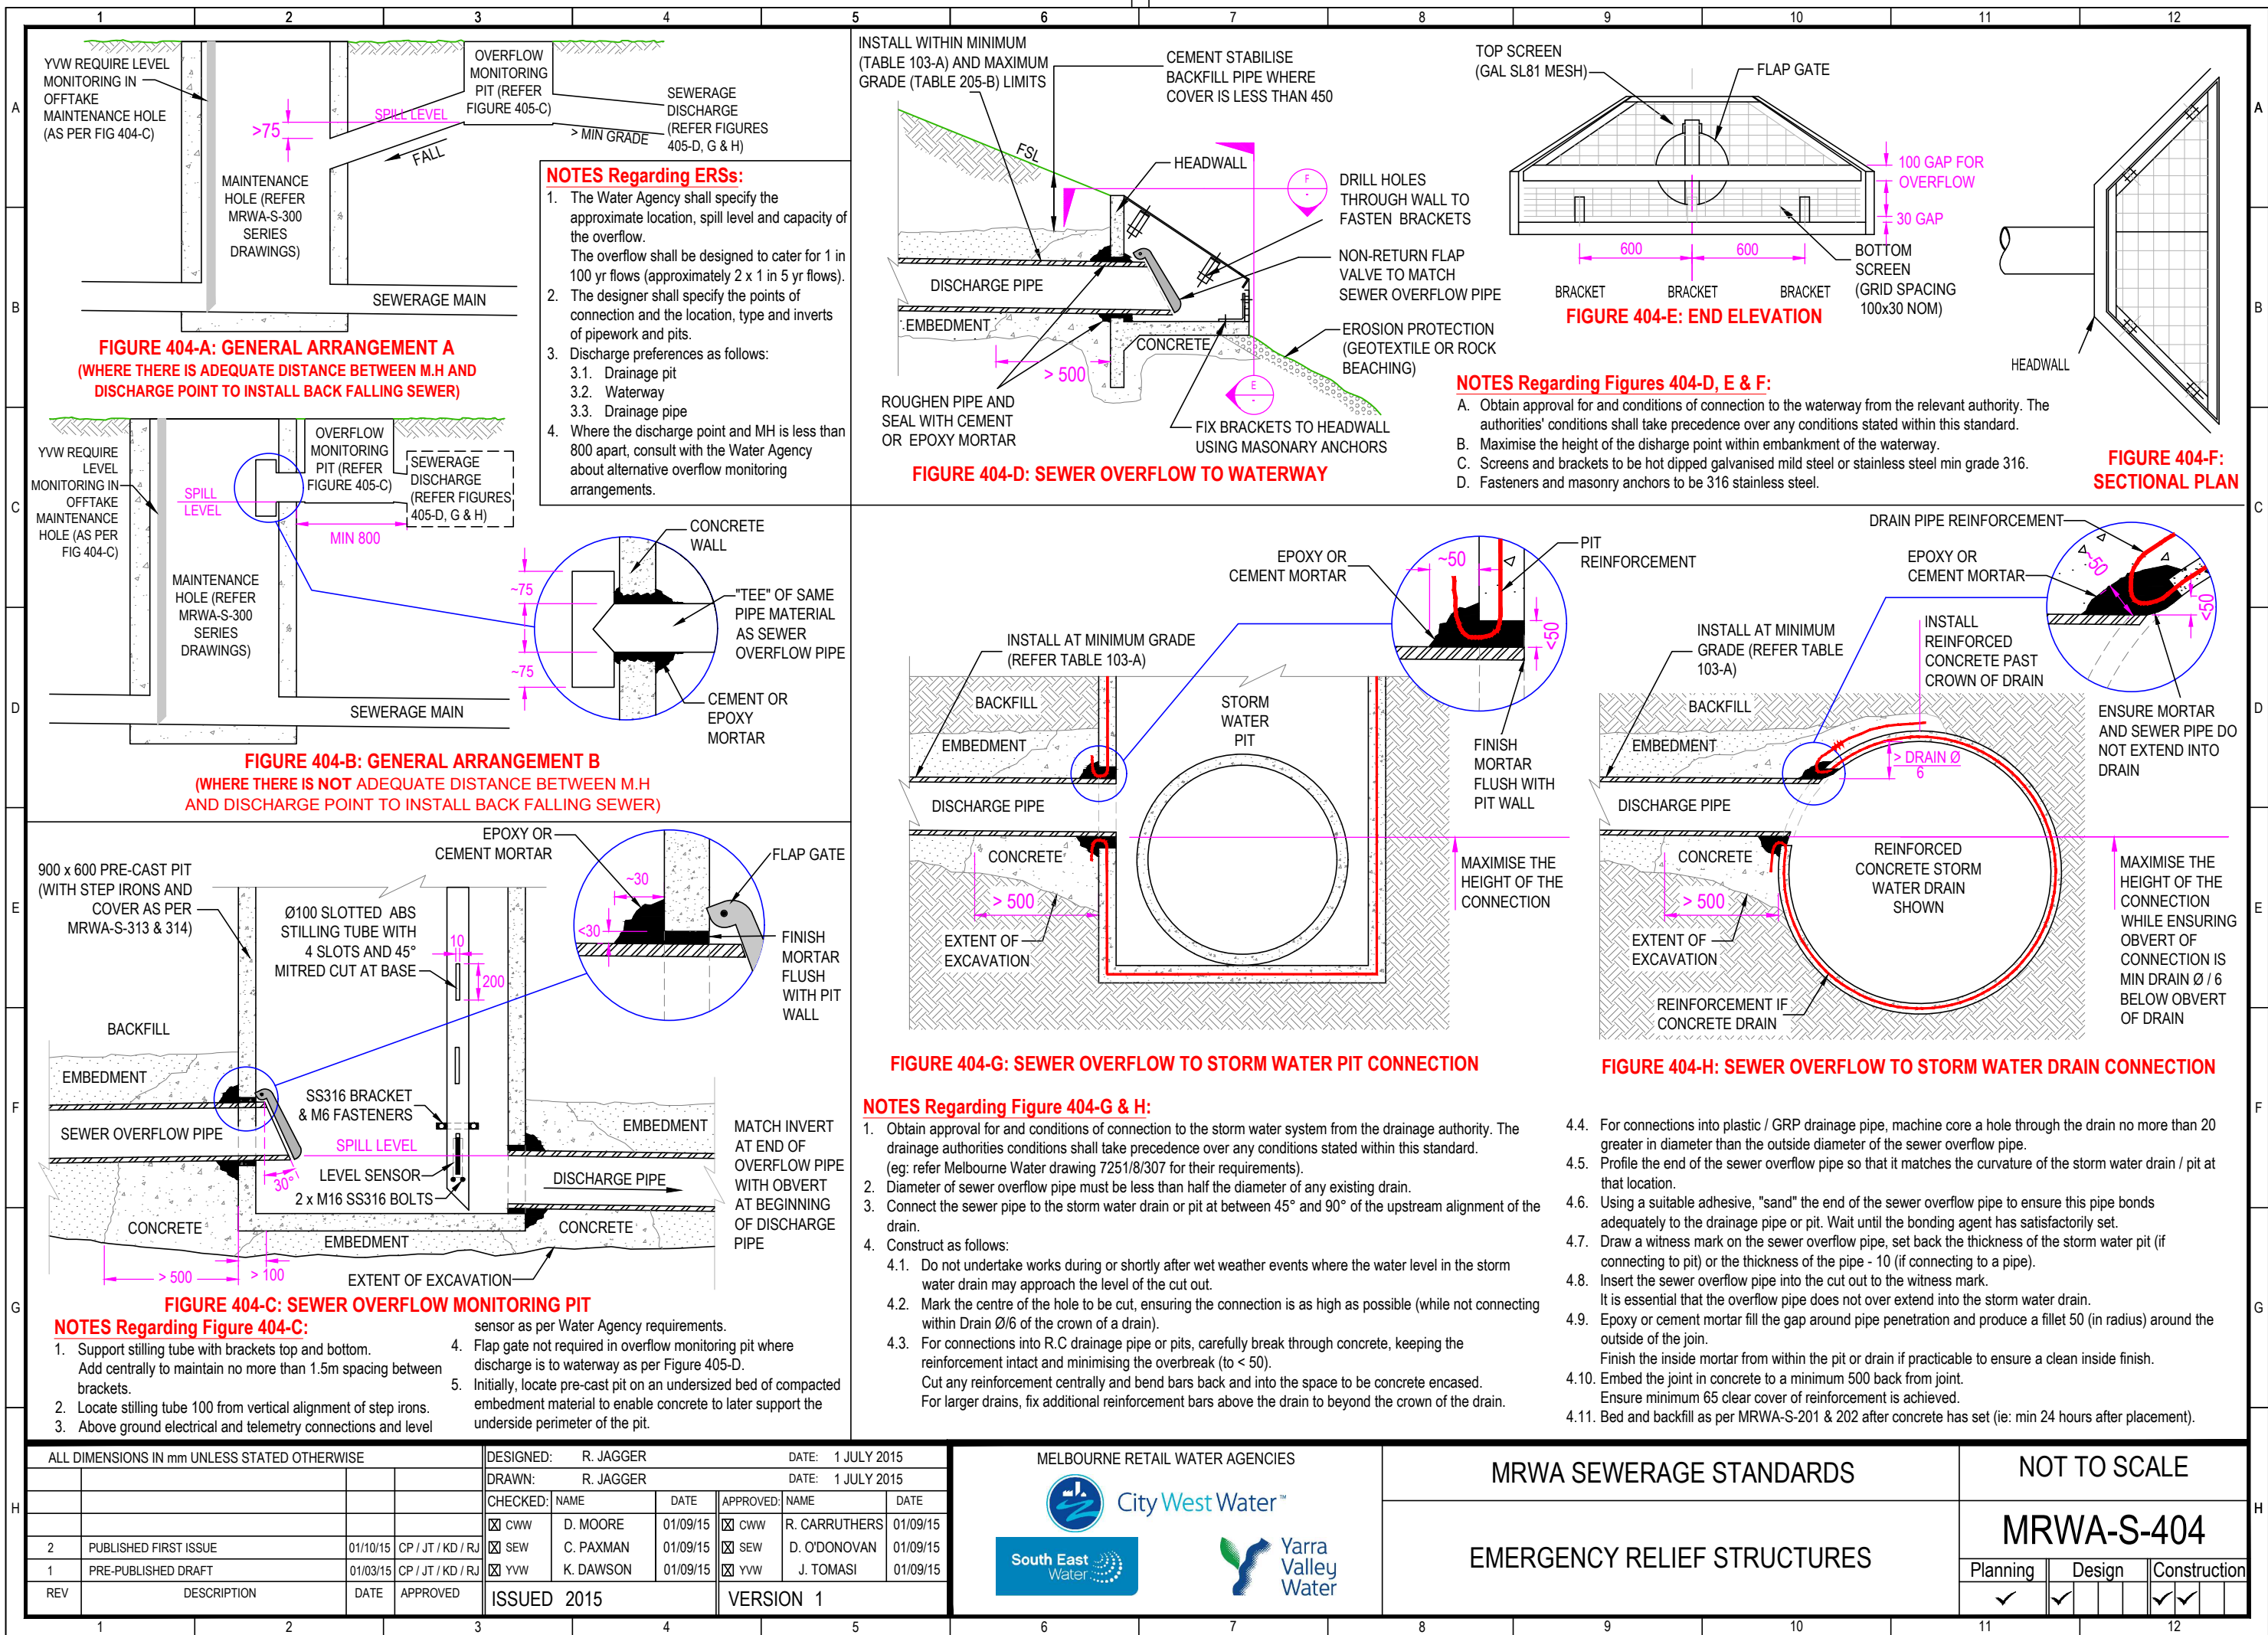 1 2 3 4 5 6 7 8 9 10 11 12
A
B
C
D
E
F
G
H
YVW REQUIRE LEVEL
MONITORING IN
OFFTAKE
MAINTENANCE HOLE
(AS PER FIG 404-C)
>75
SPILL LEVEL
OVERFLOW
MONITORING
PIT (REFER
FIGURE 405-C)
SEWERAGE
DISCHARGE
(REFER FIGURES
405-D, G & H)
> MIN GRADE
FALL
MAINTENANCE
HOLE (REFER
MRWA-S-300
SERIES
DRAWINGS)
SEWERAGE MAIN
FIGURE 404-A: GENERAL ARRANGEMENT A
(WHERE THERE IS ADEQUATE DISTANCE BETWEEN M.H AND
DISCHARGE POINT TO INSTALL BACK FALLING SEWER)
NOTES Regarding ERSs:
1. The Water Agency shall specify the
approximate location, spill level and capacity of
the overflow.
The overflow shall be designed to cater for 1 in
100 yr flows (approximately 2 x 1 in 5 yr flows).
2. The designer shall specify the points of
connection and the location, type and inverts
of pipework and pits.
3. Discharge preferences as follows:
3.1. Drainage pit
3.2. Waterway
3.3. Drainage pipe
4. Where the discharge point and MH is less than
800 apart, consult with the Water Agency
about alternative overflow monitoring
arrangements.
YVW REQUIRE
LEVEL
MONITORING IN
OFFTAKE
MAINTENANCE
HOLE (AS PER
FIG 404-C)
SPILL
LEVEL
OVERFLOW
MONITORING
PIT (REFER
FIGURE 405-C)
SEWERAGE
DISCHARGE
(REFER FIGURES
405-D, G & H)
MIN 800
MAINTENANCE
HOLE (REFER
MRWA-S-300
SERIES
DRAWINGS)
SEWERAGE MAIN
CONCRETE
WALL
~75
~75
"TEE" OF SAME
PIPE MATERIAL
AS SEWER
OVERFLOW PIPE
CEMENT OR
EPOXY
MORTAR
FIGURE 404-B: GENERAL ARRANGEMENT B
(WHERE THERE IS NOT ADEQUATE DISTANCE BETWEEN M.H
AND DISCHARGE POINT TO INSTALL BACK FALLING SEWER)
900 x 600 PRE-CAST PIT
(WITH STEP IRONS AND
COVER AS PER
MRWA-S-313 & 314)
Ø100 SLOTTED ABS
STILLING TUBE WITH
4 SLOTS AND 45°
MITRED CUT AT BASE
10
200
EPOXY OR
CEMENT MORTAR
~30
<30
FLAP GATE
FINISH
MORTAR
FLUSH
WITH PIT
WALL
BACKFILL
EMBEDMENT
SEWER OVERFLOW PIPE
SS316 BRACKET
& M6 FASTENERS
SPILL LEVEL
LEVEL SENSOR
2 x M16 SS316 BOLTS
30°
EMBEDMENT
DISCHARGE PIPE
MATCH INVERT
AT END OF
OVERFLOW PIPE
WITH OBVERT
AT BEGINNING
OF DISCHARGE
PIPE
CONCRETE
EMBEDMENT
CONCRETE
> 500
> 100
EXTENT OF EXCAVATION
FIGURE 404-C: SEWER OVERFLOW MONITORING PIT
NOTES Regarding Figure 404-C:
1. Support stilling tube with brackets top and bottom.
Add centrally to maintain no more than 1.5m spacing between
brackets.
2. Locate stilling tube 100 from vertical alignment of step irons.
3. Above ground electrical and telemetry connections and level
sensor as per Water Agency requirements.
4. Flap gate not required in overflow monitoring pit where
discharge is to waterway as per Figure 405-D.
5. Initially, locate pre-cast pit on an undersized bed of compacted
embedment material to enable concrete to later support the
underside perimeter of the pit.
INSTALL WITHIN MINIMUM
(TABLE 103-A) AND MAXIMUM
GRADE (TABLE 205-B) LIMITS
CEMENT STABILISE
BACKFILL PIPE WHERE
COVER IS LESS THAN 450
FSL
HEADWALL
F
-
DRILL HOLES
THROUGH WALL TO
FASTEN BRACKETS
NON-RETURN FLAP
VALVE TO MATCH
SEWER OVERFLOW PIPE
DISCHARGE PIPE
EMBEDMENT
CONCRETE
> 500
EROSION PROTECTION
(GEOTEXTILE OR ROCK
BEACHING)
E
-
ROUGHEN PIPE AND
SEAL WITH CEMENT
OR EPOXY MORTAR
FIX BRACKETS TO HEADWALL
USING MASONARY ANCHORS
FIGURE 404-D: SEWER OVERFLOW TO WATERWAY
TOP SCREEN
(GAL SL81 MESH)
FLAP GATE
100 GAP FOR
OVERFLOW
30 GAP
600
600
BRACKET
BRACKET
BRACKET
BOTTOM
SCREEN
(GRID SPACING
100x30 NOM)
FIGURE 404-E: END ELEVATION
HEADWALL
FIGURE 404-F:
SECTIONAL PLAN
NOTES Regarding Figures 404-D, E & F:
A. Obtain approval for and conditions of connection to the waterway from the relevant authority. The
authorities' conditions shall take precedence over any conditions stated within this standard.
B. Maximise the height of the disharge point within embankment of the waterway.
C. Screens and brackets to be hot dipped galvanised mild steel or stainless steel min grade 316.
D. Fasteners and masonry anchors to be 316 stainless steel.
EPOXY OR
CEMENT MORTAR
~50
<50
PIT
REINFORCEMENT
INSTALL AT MINIMUM GRADE
(REFER TABLE 103-A)
BACKFILL
EMBEDMENT
STORM
WATER
PIT
FINISH
MORTAR
FLUSH WITH
PIT WALL
DISCHARGE PIPE
CONCRETE
> 500
EXTENT OF
EXCAVATION
MAXIMISE THE
HEIGHT OF THE
CONNECTION
FIGURE 404-G: SEWER OVERFLOW TO STORM WATER PIT CONNECTION
DRAIN PIPE REINFORCEMENT
EPOXY OR
CEMENT MORTAR
~50
<50
INSTALL AT MINIMUM
GRADE (REFER TABLE
103-A)
INSTALL
REINFORCED
CONCRETE PAST
CROWN OF DRAIN
BACKFILL
EMBEDMENT
> DRAIN Ø
6
ENSURE MORTAR
AND SEWER PIPE DO
NOT EXTEND INTO
DRAIN
DISCHARGE PIPE
CONCRETE
> 500
EXTENT OF
EXCAVATION
REINFORCED
CONCRETE STORM
WATER DRAIN
SHOWN
REINFORCEMENT IF
CONCRETE DRAIN
MAXIMISE THE
HEIGHT OF THE
CONNECTION
WHILE ENSURING
OBVERT OF
CONNECTION IS
MIN DRAIN Ø / 6
BELOW OBVERT
OF DRAIN
FIGURE 404-H: SEWER OVERFLOW TO STORM WATER DRAIN CONNECTION
NOTES Regarding Figure 404-G & H:
1. Obtain approval for and conditions of connection to the storm water system from the drainage authority. The
drainage authorities conditions shall take precedence over any conditions stated within this standard.
(eg: refer Melbourne Water drawing 7251/8/307 for their requirements).
2. Diameter of sewer overflow pipe must be less than half the diameter of any existing drain.
3. Connect the sewer pipe to the storm water drain or pit at between 45° and 90° of the upstream alignment of the
drain.
4. Construct as follows:
4.1. Do not undertake works during or shortly after wet weather events where the water level in the storm
water drain may approach the level of the cut out.
4.2. Mark the centre of the hole to be cut, ensuring the connection is as high as possible (while not connecting
within Drain Ø/6 of the crown of a drain).
4.3. For connections into R.C drainage pipe or pits, carefully break through concrete, keeping the
reinforcement intact and minimising the overbreak (to < 50).
Cut any reinforcement centrally and bend bars back and into the space to be concrete encased.
For larger drains, fix additional reinforcement bars above the drain to beyond the crown of the drain.
4.4. For connections into plastic / GRP drainage pipe, machine core a hole through the drain no more than 20
greater in diameter than the outside diameter of the sewer overflow pipe.
4.5. Profile the end of the sewer overflow pipe so that it matches the curvature of the storm water drain / pit at
that location.
4.6. Using a suitable adhesive, "sand" the end of the sewer overflow pipe to ensure this pipe bonds
adequately to the drainage pipe or pit. Wait until the bonding agent has satisfactorily set.
4.7. Draw a witness mark on the sewer overflow pipe, set back the thickness of the storm water pit (if
connecting to pit) or the thickness of the pipe - 10 (if connecting to a pipe).
4.8. Insert the sewer overflow pipe into the cut out to the witness mark.
It is essential that the overflow pipe does not over extend into the storm water drain.
4.9. Epoxy or cement mortar fill the gap around pipe penetration and produce a fillet 50 (in radius) around the
outside of the join.
Finish the inside mortar from within the pit or drain if practicable to ensure a clean inside finish.
4.10. Embed the joint in concrete to a minimum 500 back from joint.
Ensure minimum 65 clear cover of reinforcement is achieved.
4.11. Bed and backfill as per MRWA-S-201 & 202 after concrete has set (ie: min 24 hours after placement).
ALL DIMENSIONS IN mm UNLESS STATED OTHERWISE
2 PUBLISHED FIRST ISSUE 01/10/15 CP / JT / KD / RJ
1 PRE-PUBLISHED DRAFT 01/03/15 CP / JT / KD / RJ
REV DESCRIPTION DATE APPROVED
DESIGNED: R. JAGGER DATE: 1 JULY 2015
DRAWN: R. JAGGER DATE: 1 JULY 2015
CHECKED: NAME DATE APPROVED: NAME DATE
CWW D. MOORE 01/09/15 CWW R. CARRUTHERS 01/09/15
SEW C. PAXMAN 01/09/15 SEW D. O'DONOVAN 01/09/15
YVW K. DAWSON 01/09/15 YVW J. TOMASI 01/09/15
ISSUED 2015 VERSION 1
MELBOURNE RETAIL WATER AGENCIES
City West Water™
South East
Water
Yarra
Valley
Water
MRWA SEWERAGE STANDARDS
EMERGENCY RELIEF STRUCTURES
NOT TO SCALE
MRWA-S-404
Planning Design Construction
1 2 3 4 5 6 7 8 9 10 11 12